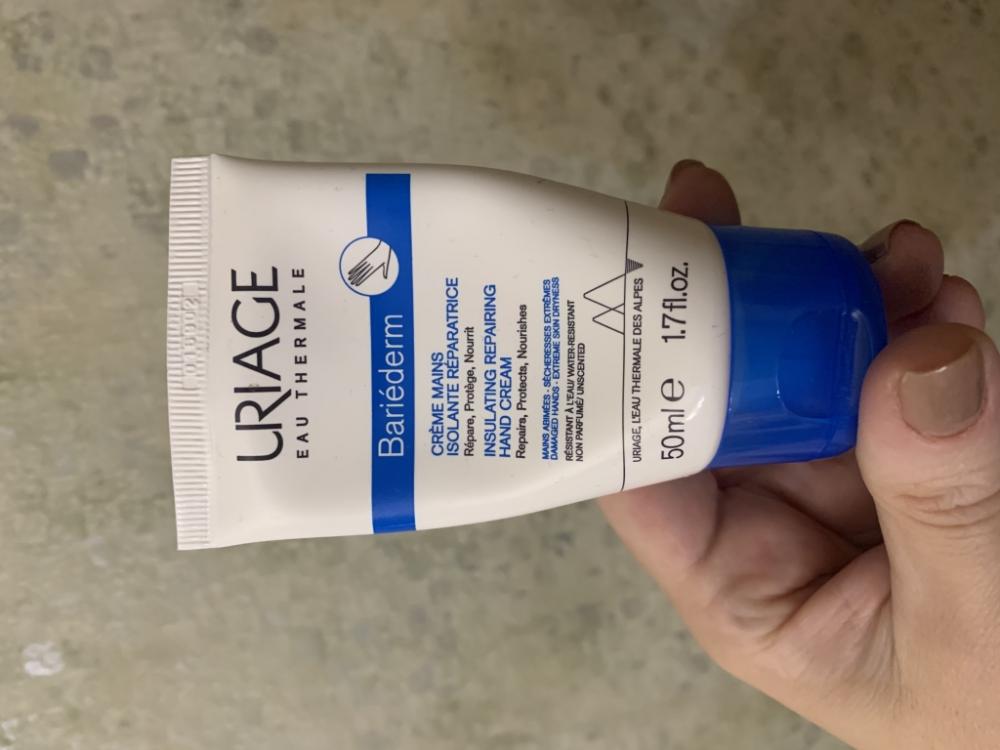 URIAGE
EAU THERMALE
Bariéderm
CRÈME MAINS
ISOLANTE RÉPARATRICE
Répare, Protège, Nourrit
INSULATING REPAIRING
HAND CREAM
Repairs, Protects, Nourishes
MAINS ABIMÉES - SÉCHERESSES EXTRÊMES
DAMAGED HANDS - EXTREME SKIN DRYNESS
RÉSISTANT À L'EAU/ WATER-RESISTANT
NON PARFUMÉ/ UNSCENTED
URIAGE, L'EAU THERMALE DES ALPES
50ml e 1.7fl.oz.